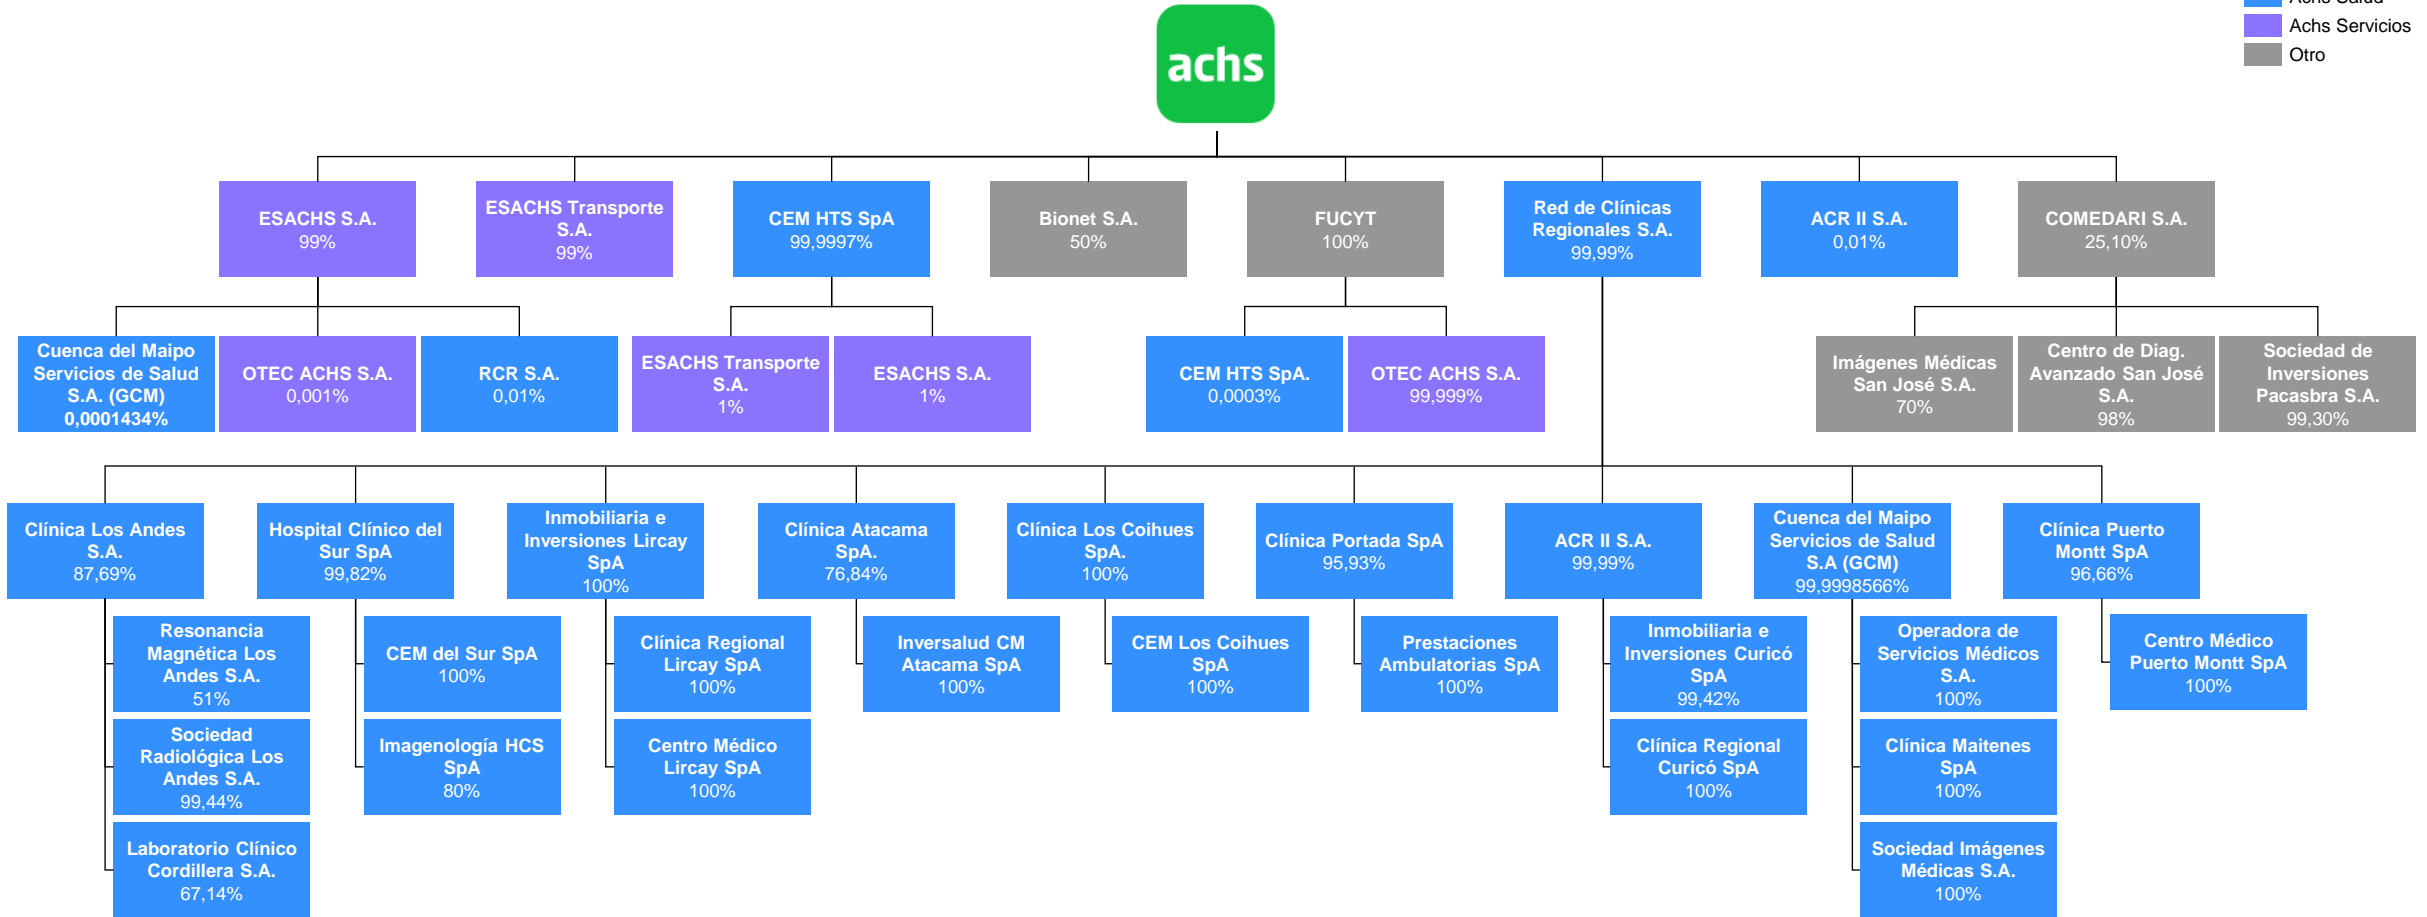 Achs Salud
Achs Servicios
Otro
achs
ESACHS S.A.
99%
ESACHS Transporte
S.A.
99%
CEM HTS SpA
99,9997%
Bionet S.A.
50%
FUCYT
100%
Red de Clínicas
Regionales S.A.
99,99%
ACR II S.A.
0,01%
COMEDARI S.A.
25,10%
Cuenca del Maipo
Servicios de Salud
S.A. (GCM)
0,0001434%
OTEC ACHS S.A.
0,001%
RCR S.A.
0,01%
ESACHS Transporte
S.A.
1%
ESACHS S.A.
1%
CEM HTS SpA.
0,0003%
OTEC ACHS S.A.
99,999%
Imágenes Médicas
San José S.A.
70%
Centro de Diag.
Avanzado San José
S.A.
98%
Sociedad de
Inversiones
Pacasbra S.A.
99,30%
Clínica Los Andes
S.A.
87,69%
Hospital Clínico del
Sur SpA
99,82%
Inmobiliaria e
Inversiones Lircay
SpA
100%
Clínica Atacama
SpA.
76,84%
Clínica Los Coihues
SpA.
100%
Clínica Portada SpA
95,93%
ACR II S.A.
99,99%
Cuenca del Maipo
Servicios de Salud
S.A (GCM)
99,9998566%
Clínica Puerto
Montt SpA
96,66%
Resonancia
Magnética Los
Andes S.A.
51%
CEM del Sur SpA
100%
Clínica Regional
Lircay SpA
100%
Inversalud CM
Atacama SpA
100%
CEM Los Coihues
SpA
100%
Prestaciones
Ambulatorias SpA
100%
Inmobiliaria e
Inversiones Curicó
SpA
99,42%
Operadora de
Servicios Médicos
S.A.
100%
Centro Médico
Puerto Montt SpA
100%
Sociedad
Radiológica Los
Andes S.A.
99,44%
Imagenología HCS
SpA
80%
Centro Médico
Lircay SpA
100%
Clínica Regional
Curicó SpA
100%
Clínica Maitenes
SpA
100%
Laboratorio Clínico
Cordillera S.A.
67,14%
Sociedad Imágenes
Médicas S.A.
100%